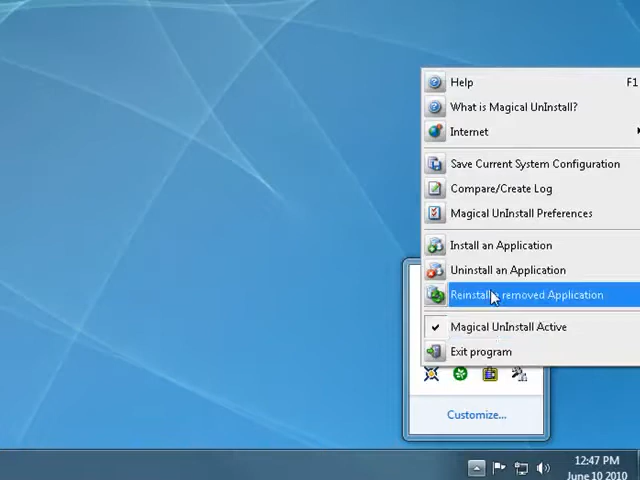 Help F1
What is Magical UnInstall?
Internet
Save Current System Configuration
Compare/Create Log
Magical UnInstall Preferences
Install an Application
Uninstall an Application
Reinstall removed Application
Magical UnInstall Active
Exit program
Customize...
12:47 PM
June 10 2010